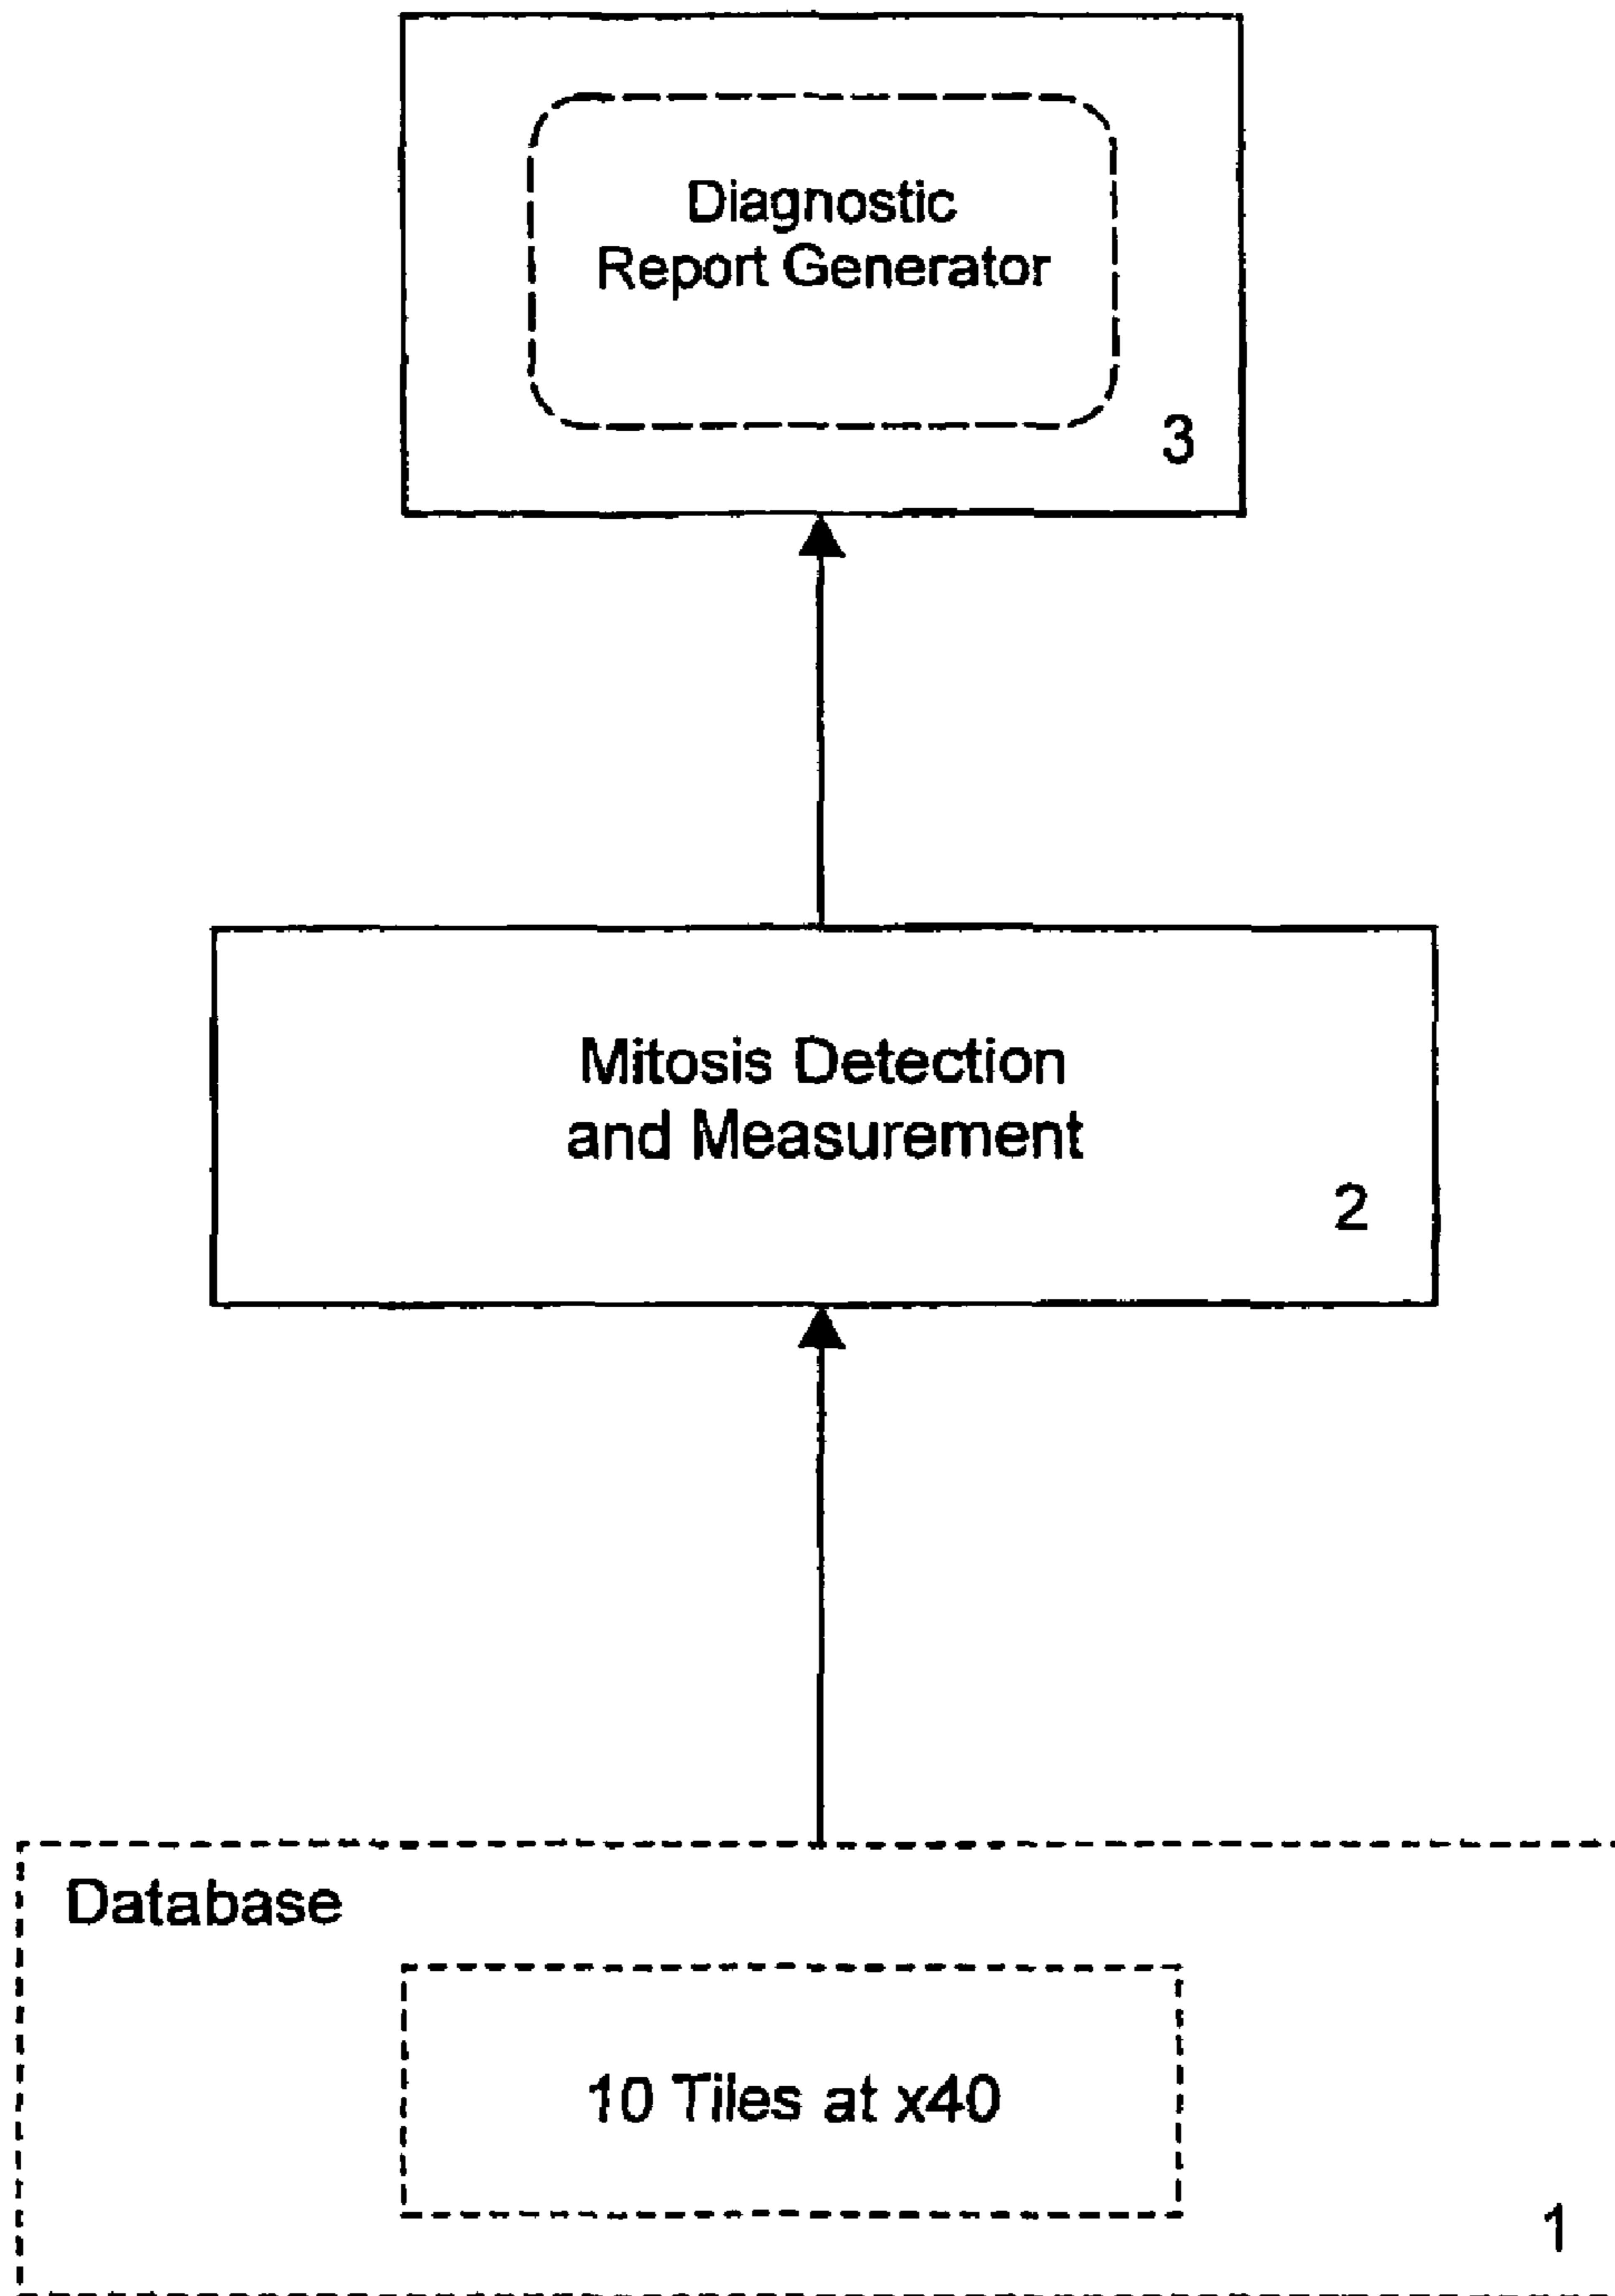 Diagnostic
Report Generator
3
Mitosis Detection
and Measurement
2
Database
10 Tiles at x40
1